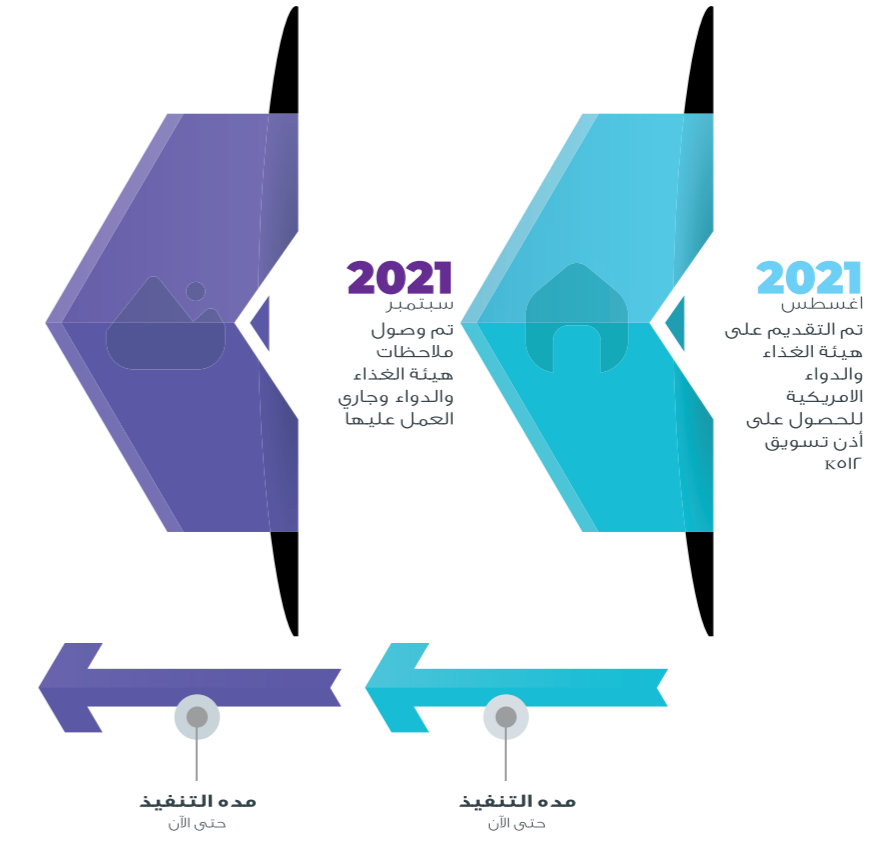 2021
اغسطس
تم التقديم على
هيئة الغذاء
والدواء
الامريكية
للحصول على
أذن تسويق
K٥١٢
2021
سبتمبر
تم وصول
ملاحظات
هيئة الغذاء
والدواء وجاري
العمل عليها
مده التنفيذ
حتى الآن
مده التنفيذ
حتى الآن